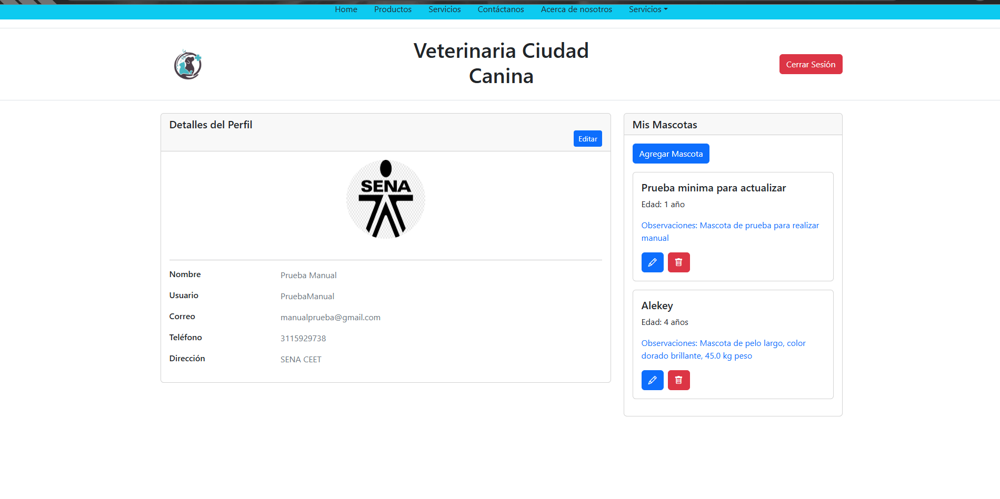 Home Productos Servicios Contáctanos Acerca de nosotros Servicios
Veterinaria Ciudad
Canina
Cerrar Sesión
Detalles del Perfil
Editar
SENA
Nombre Prueba Manual
Usuario PruebaManual
Correo manualprueba@gmail.com
Teléfono 3115929738
Dirección SENA CEET
Mis Mascotas
Agregar Mascota
Prueba minima para actualizar
Edad: 1 año
Observaciones: Mascota de prueba para realizar
manual
Alekey
Edad: 4 años
Observaciones: Mascota de pelo largo, color
dorado brillante, 45.0 kg peso